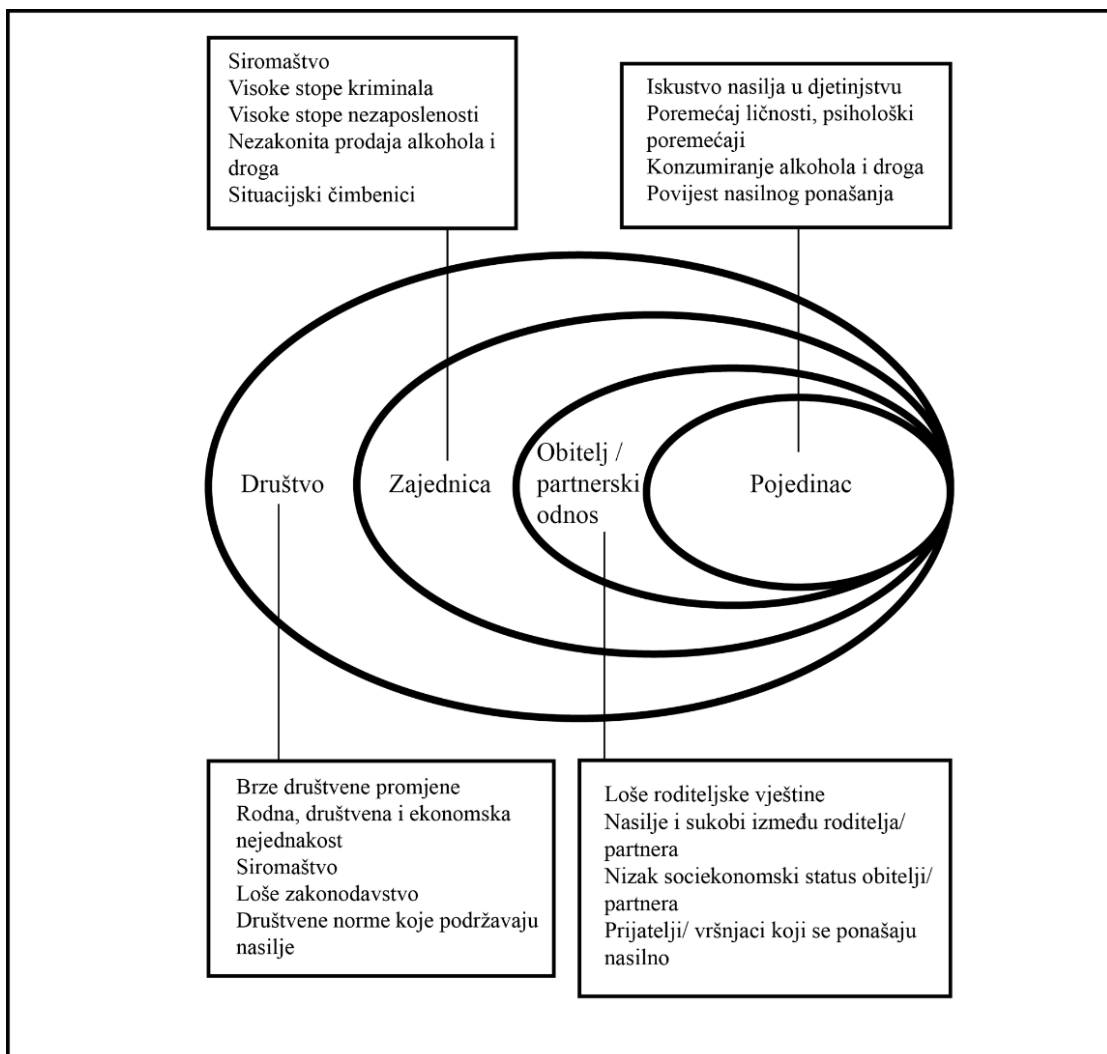 Siromaštvo
Visoke stope kriminala
Visoke stope nezaposlenosti
Nezakonita prodaja alkohola i
droga
Situacijski čimbenici
Iskustvo nasilja u djetinjstvu
Poremećaj ličnosti, psihološki
poremećaji
Konzumiranje alkohola i droga
Povijest nasilnog ponašanja
Društvo
Zajednica
Obitelj /
partnerski
odnos
Pojedinac
Brze društvene promjene
Rodna, društvena i ekonomska
nejednakost
Siromaštvo
Loše zakonodavstvo
Društvene norme koje podržavaju
nasilje
Loše roditeljske vještine
Nasilje i sukobi između roditelja/
partnera
Nizak sociekonomski status obitelji/
partnera
Prijatelji/ vršnjaci koji se ponašaju
nasilno